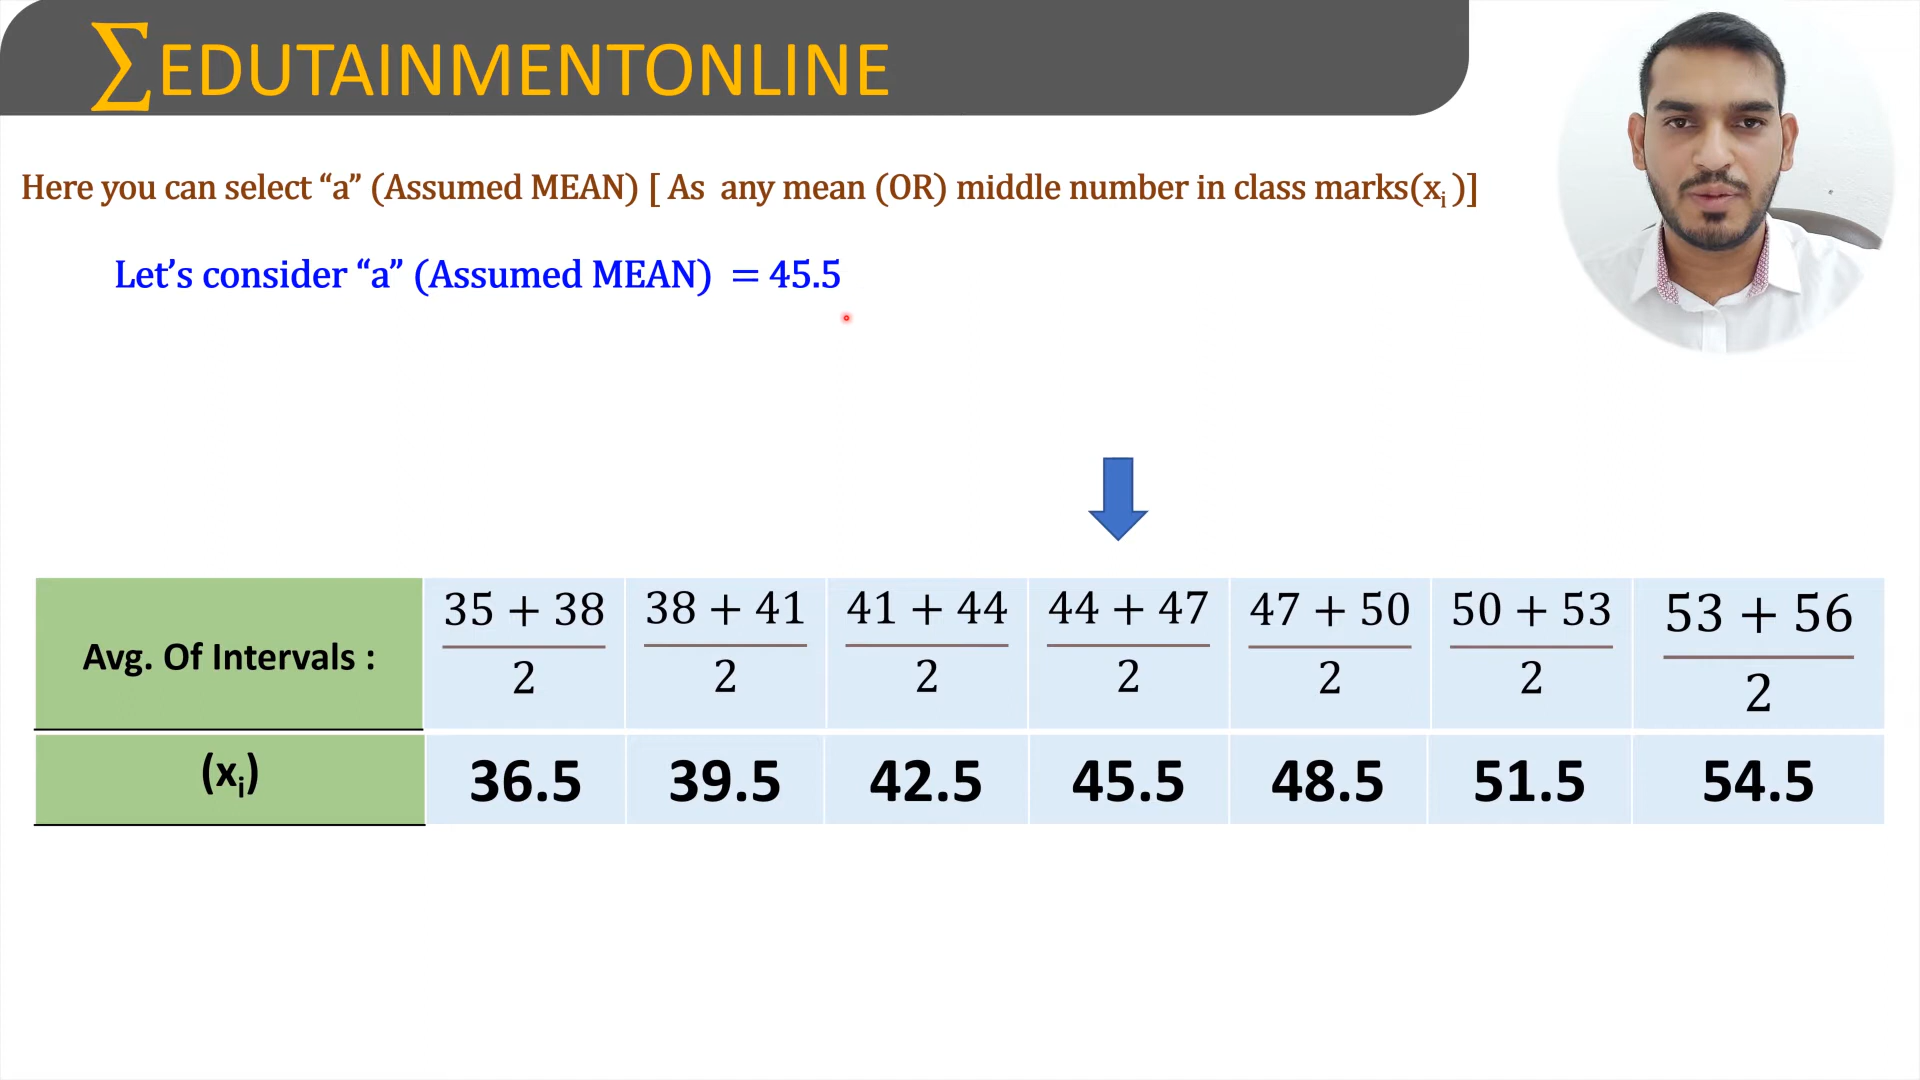 ∑EDUTAINMENTONLINE
Here you can select “a” (Assumed MEAN) [ As any mean (OR) middle number in class marks(xᵢ )]
Let’s consider “a” (Assumed MEAN) = 45.5
Avg. Of Intervals : (35 + 38)/2 (38 + 41)/2 (41 + 44)/2 (44 + 47)/2 (47 + 50)/2 (50 + 53)/2 (53 + 56)/2
(xᵢ) 36.5 39.5 42.5 45.5 48.5 51.5 54.5